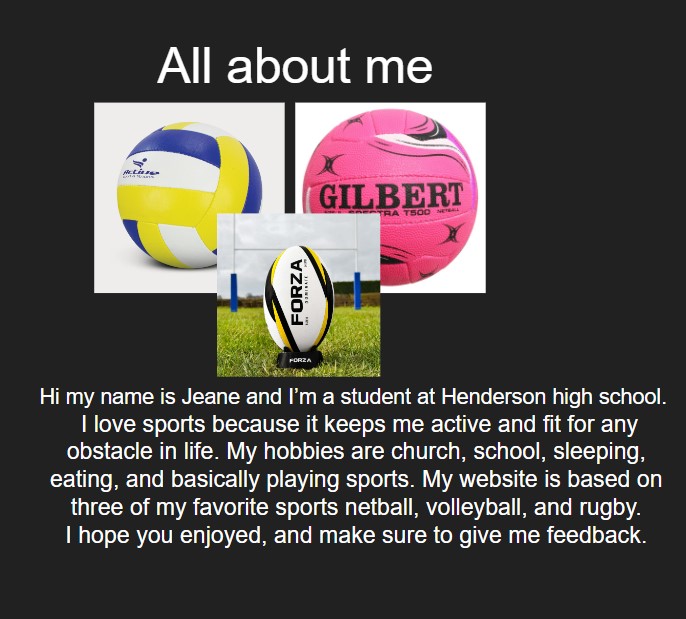 All about me
Active
GILBERT
SPECTRA T500 NETBALL
FORZA
FORZA
Hi my name is Jeane and I’m a student at Henderson high school.
I love sports because it keeps me active and fit for any
obstacle in life. My hobbies are church, school, sleeping,
eating, and basically playing sports. My website is based on
three of my favorite sports netball, volleyball, and rugby.
I hope you enjoyed, and make sure to give me feedback.